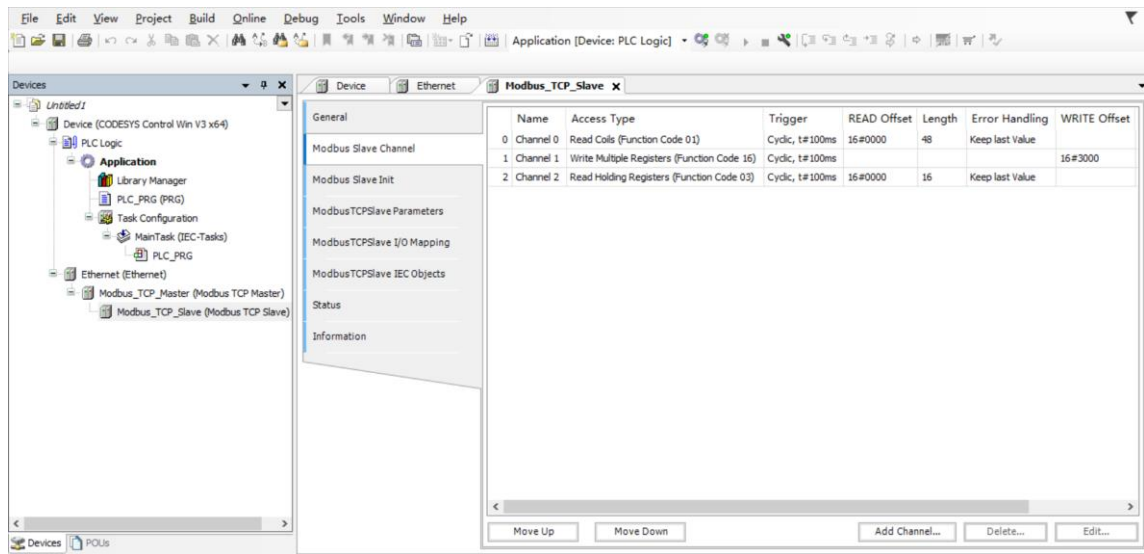 File Edit View Project Build Online Debug Tools Window Help
Application [Device: PLC Logic]
Devices
Device Ethernet Modbus_TCP_Slave
Untitled1
Device (CODESYS Control Win V3 x64)
PLC Logic
Application
Library Manager
PLC_PRG (PRG)
Task Configuration
MainTask (IEC-Tasks)
PLC_PRG
Ethernet (Ethernet)
Modbus_TCP_Master (Modbus TCP Master)
Modbus_TCP_Slave (Modbus TCP Slave)
Devices POUs
General
Modbus Slave Channel
Modbus Slave Init
ModbusTCPSlave Parameters
ModbusTCPSlave I/O Mapping
ModbusTCPSlave IEC Objects
Status
Information
Name Access Type Trigger READ Offset Length Error Handling WRITE Offset
0 Channel 0 Read Coils (Function Code 01) Cyclic, t#100ms 16#0000 48 Keep last Value
1 Channel 1 Write Multiple Registers (Function Code 16) Cyclic, t#100ms 16#3000
2 Channel 2 Read Holding Registers (Function Code 03) Cyclic, t#100ms 16#0000 16 Keep last Value
Move Up Move Down Add Channel... Delete... Edit...